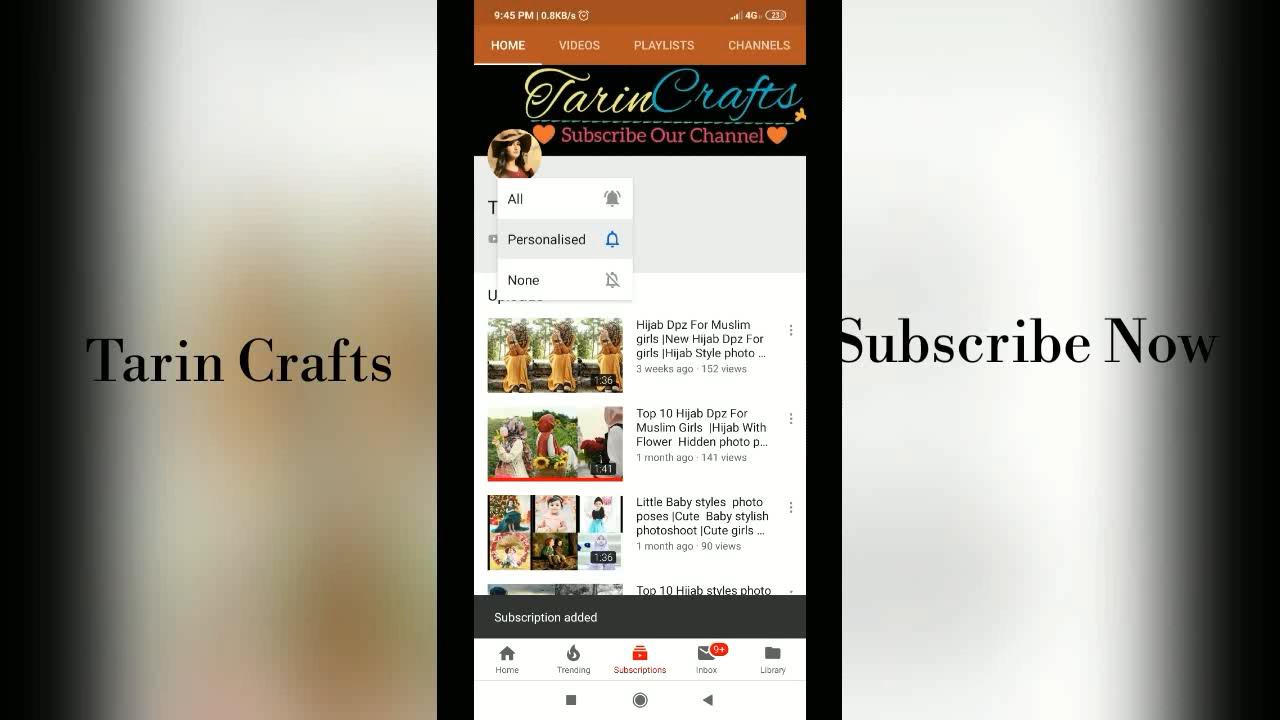 9:45 PM | 0.8KB/s
4G
23
HOME VIDEOS PLAYLISTS CHANNELS
Tarin Crafts
Subscribe Our Channel
All
T
Personalised
None
Hijab Dpz For Muslim
girls |New Hijab Dpz For
girls |Hijab Style photo ...
3 weeks ago · 152 views
1:36
Top 10 Hijab Dpz For
Muslim Girls |Hijab With
Flower Hidden photo p...
1 month ago · 141 views
1:41
Little Baby styles photo
poses |Cute Baby stylish
photoshoot |Cute girls ...
1 month ago · 90 views
1:36
Top 10 Hijab styles photo
Subscription added
9+
Home Trending Subscriptions Inbox Library
Tarin Crafts
Subscribe Now